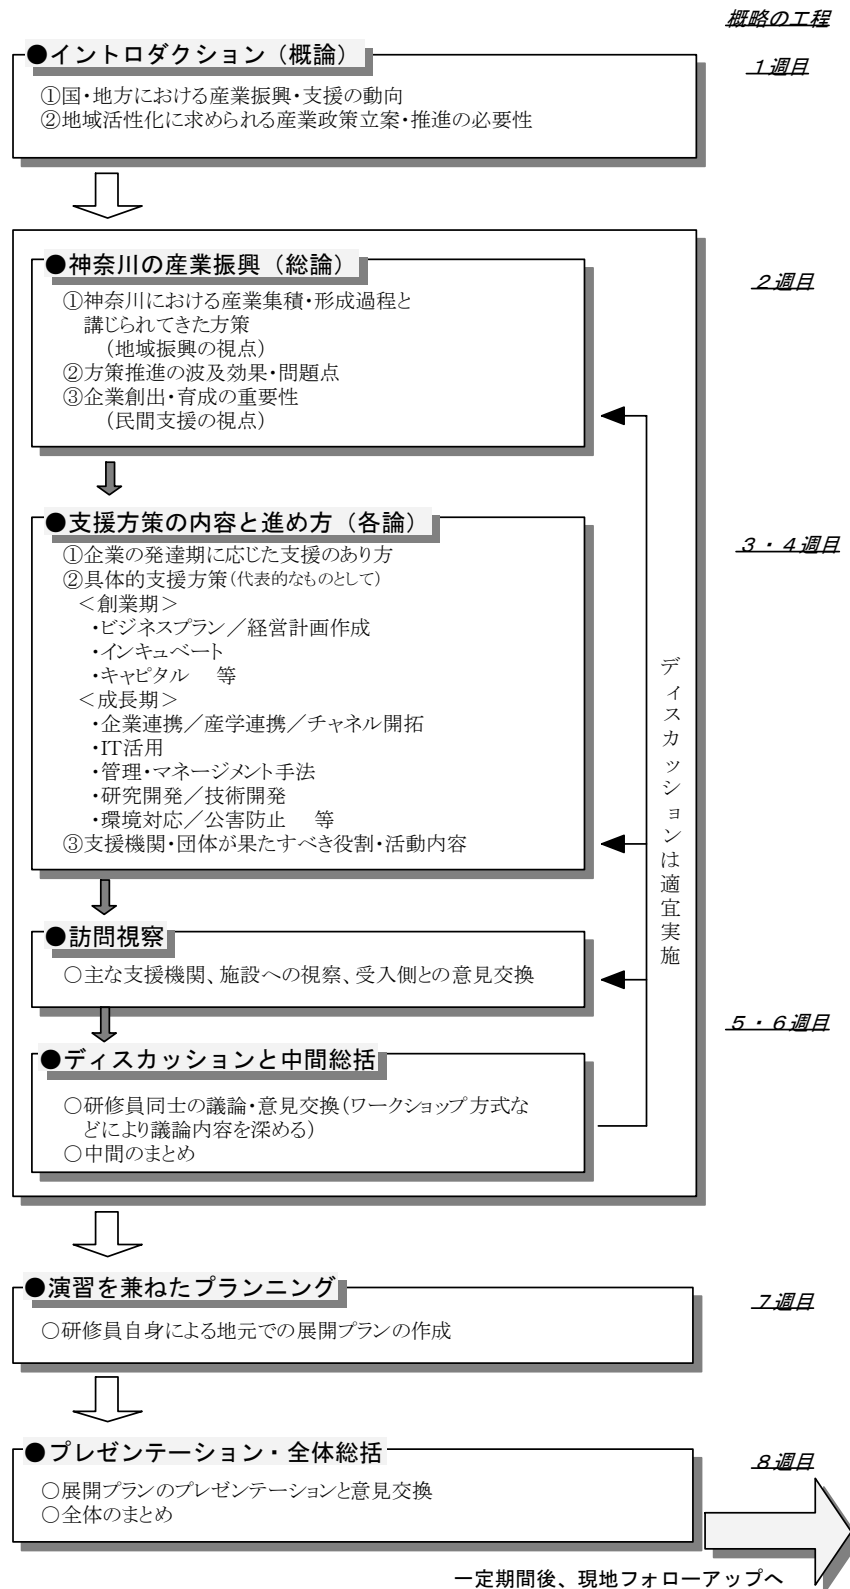 概略の工程
●イントロダクション（概論）
１週目
①国・地方における産業振興・支援の動向
②地域活性化に求められる産業政策立案・推進の必要性
●神奈川の産業振興（総論）
２週目
①神奈川における産業集積・形成過程と
講じられてきた方策
（地域振興の視点）
②方策推進の波及効果・問題点
③企業創出・育成の重要性
（民間支援の視点）
●支援方策の内容と進め方（各論）
３・４週目
①企業の発達期に応じた支援のあり方
②具体的支援方策（代表的なものとして）
＜創業期＞
・ビジネスプラン／経営計画作成
・インキュベート
・キャピタル　等
＜成長期＞
・企業連携／産学連携／チャネル開拓
・IT活用
・管理・マネージメント手法
・研究開発／技術開発
・環境対応／公害防止　等
③支援機関・団体が果たすべき役割・活動内容
ディスカッションは適宜実施
●訪問視察
○主な支援機関、施設への視察、受入側との意見交換
５・６週目
●ディスカッションと中間総括
○研修員同士の議論・意見交換（ワークショップ方式な
どにより議論内容を深める）
○中間のまとめ
●演習を兼ねたプランニング
７週目
○研修員自身による地元での展開プランの作成
●プレゼンテーション・全体総括
８週目
○展開プランのプレゼンテーションと意見交換
○全体のまとめ
一定期間後、現地フォローアップへ